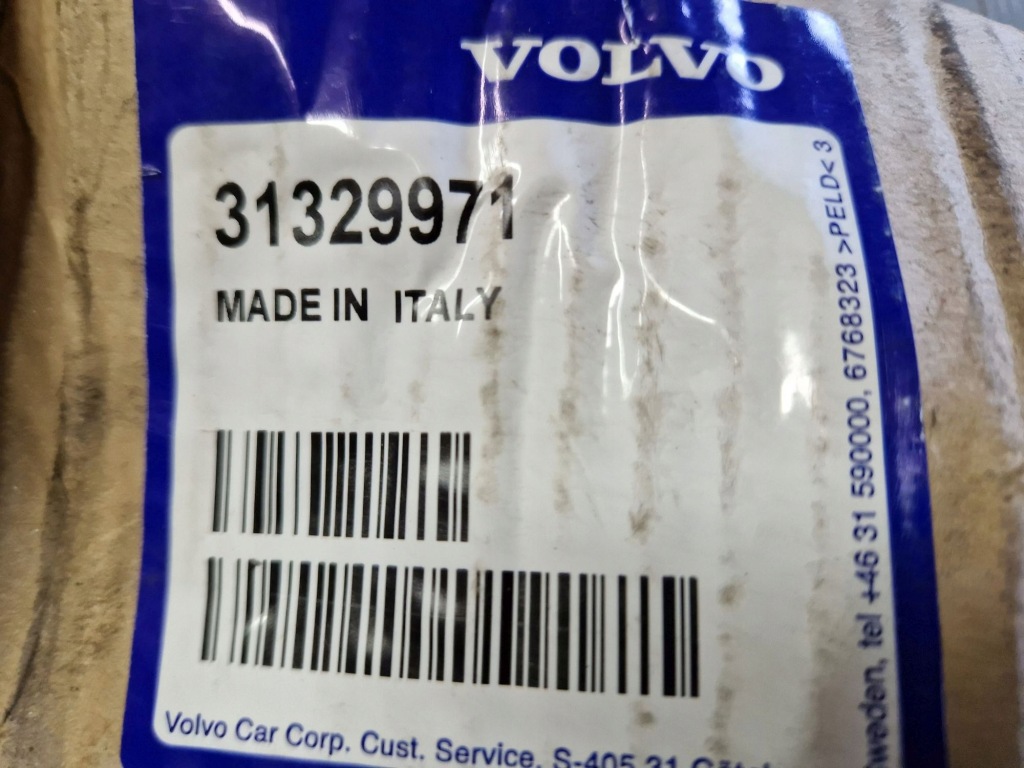 VOLVO
31329971
MADE IN ITALY
Volvo Car Corp. Cust. Service, S-405 31
tel +46 31 590000, 6768323 >PELD< 3